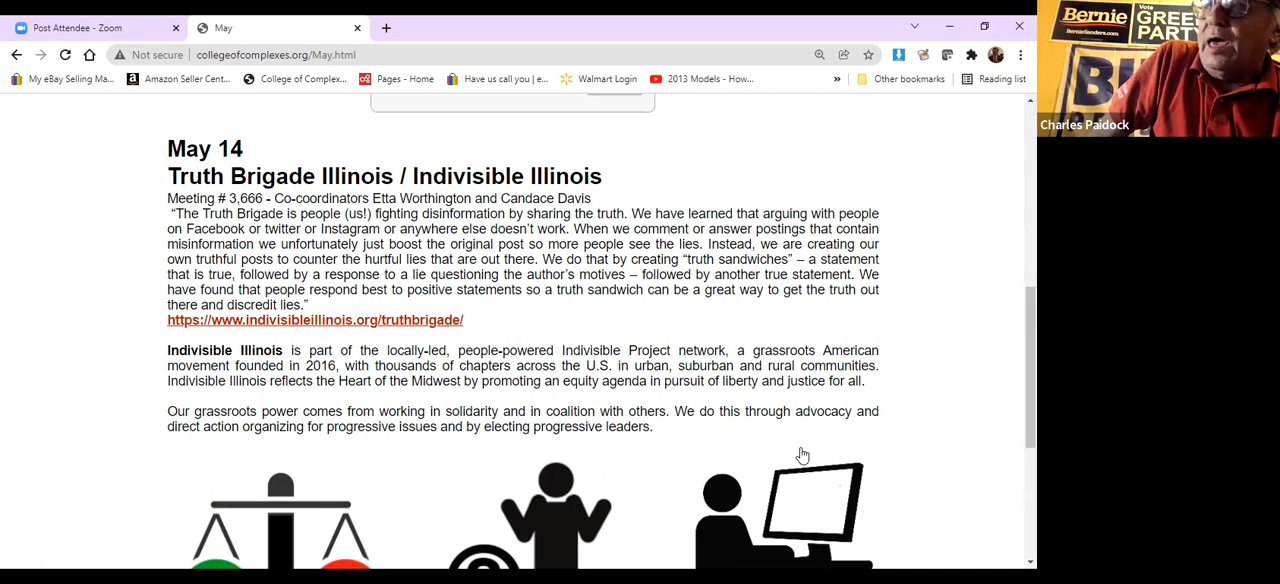 Post Attendee - Zoom
May
Not secure
collegeofcomplexes.org/May.html
My eBay Selling Ma...
Amazon Seller Cent...
College of Complex...
Pages - Home
Have us call you | e...
Walmart Login
2013 Models - How...
»
Other bookmarks
Reading list
May 14
Truth Brigade Illinois / Indivisible Illinois
Meeting # 3,666 - Co-coordinators Etta Worthington and Candace Davis
“The Truth Brigade is people (us!) fighting disinformation by sharing the truth. We have learned that arguing with people
on Facebook or twitter or Instagram or anywhere else doesn’t work. When we comment or answer postings that contain
misinformation we unfortunately just boost the original post so more people see the lies. Instead, we are creating our
own truthful posts to counter the hurtful lies that are out there. We do that by creating “truth sandwiches” – a statement
that is true, followed by a response to a lie questioning the author’s motives – followed by another true statement. We
have found that people respond best to positive statements so a truth sandwich can be a great way to get the truth out
there and discredit lies.”
https://www.indivisibleillinois.org/truthbrigade/
Indivisible Illinois is part of the locally-led, people-powered Indivisible Project network, a grassroots American
movement founded in 2016, with thousands of chapters across the U.S. in urban, suburban and rural communities.
Indivisible Illinois reflects the Heart of the Midwest by promoting an equity agenda in pursuit of liberty and justice for all.
Our grassroots power comes from working in solidarity and in coalition with others. We do this through advocacy and
direct action organizing for progressive issues and by electing progressive leaders.
Bernie
BernieSanders.com
Vote
GREE
PARTY
Charles Paidock